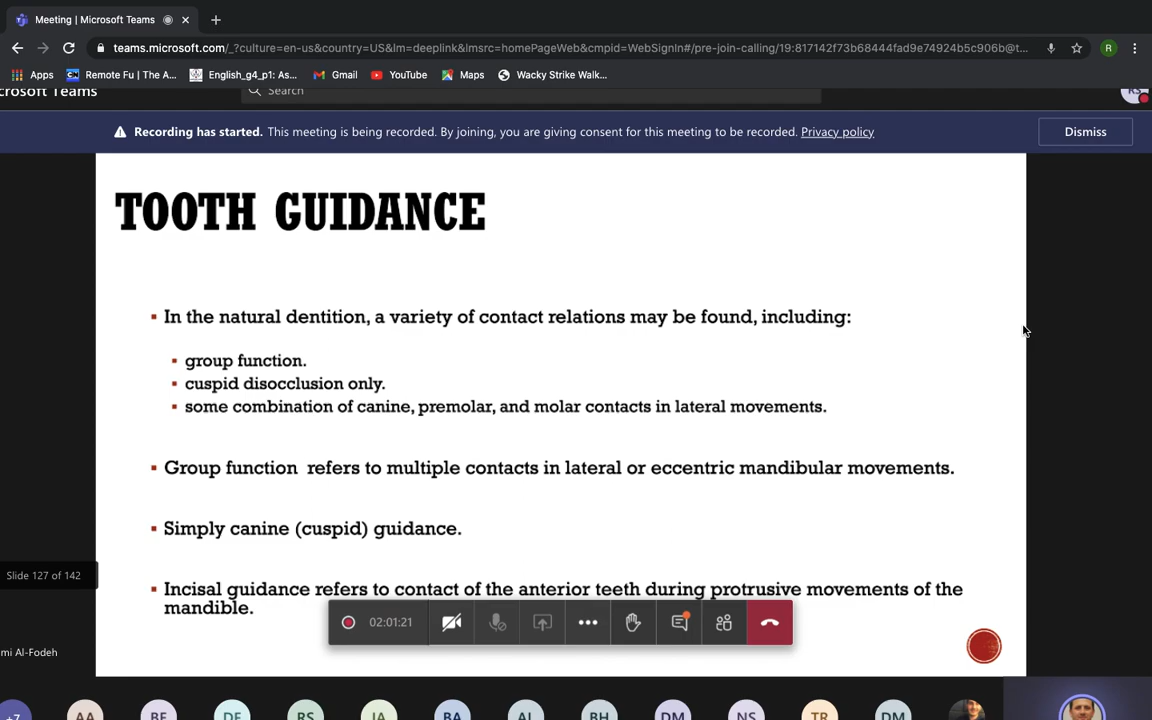 Meeting | Microsoft Teams
teams.microsoft.com/_?culture=en-us&country=US&lm=deeplink&lmsrc=homePageWeb&cmpid=WebSignIn#/pre-join-calling/19:817142f73b68444fad9e74924b5c906b@t...
R
Apps
Remote Fu | The A...
English_g4_p1: As...
Gmail
YouTube
Maps
Wacky Strike Walk...
crosoft Teams
Search
RS
Recording has started. This meeting is being recorded. By joining, you are giving consent for this meeting to be recorded. Privacy policy
Dismiss
TOOTH GUIDANCE
▪ In the natural dentition, a variety of contact relations may be found, including:
▪ group function.
▪ cuspid disocclusion only.
▪ some combination of canine, premolar, and molar contacts in lateral movements.
▪ Group function refers to multiple contacts in lateral or eccentric mandibular movements.
▪ Simply canine (cuspid) guidance.
Slide 127 of 142
▪ Incisal guidance refers to contact of the anterior teeth during protrusive movements of the
mandible.
02:01:21
mi Al-Fodeh
+7
AA
BE
DF
RS
JA
BA
AL
BH
DM
NS
TR
DM